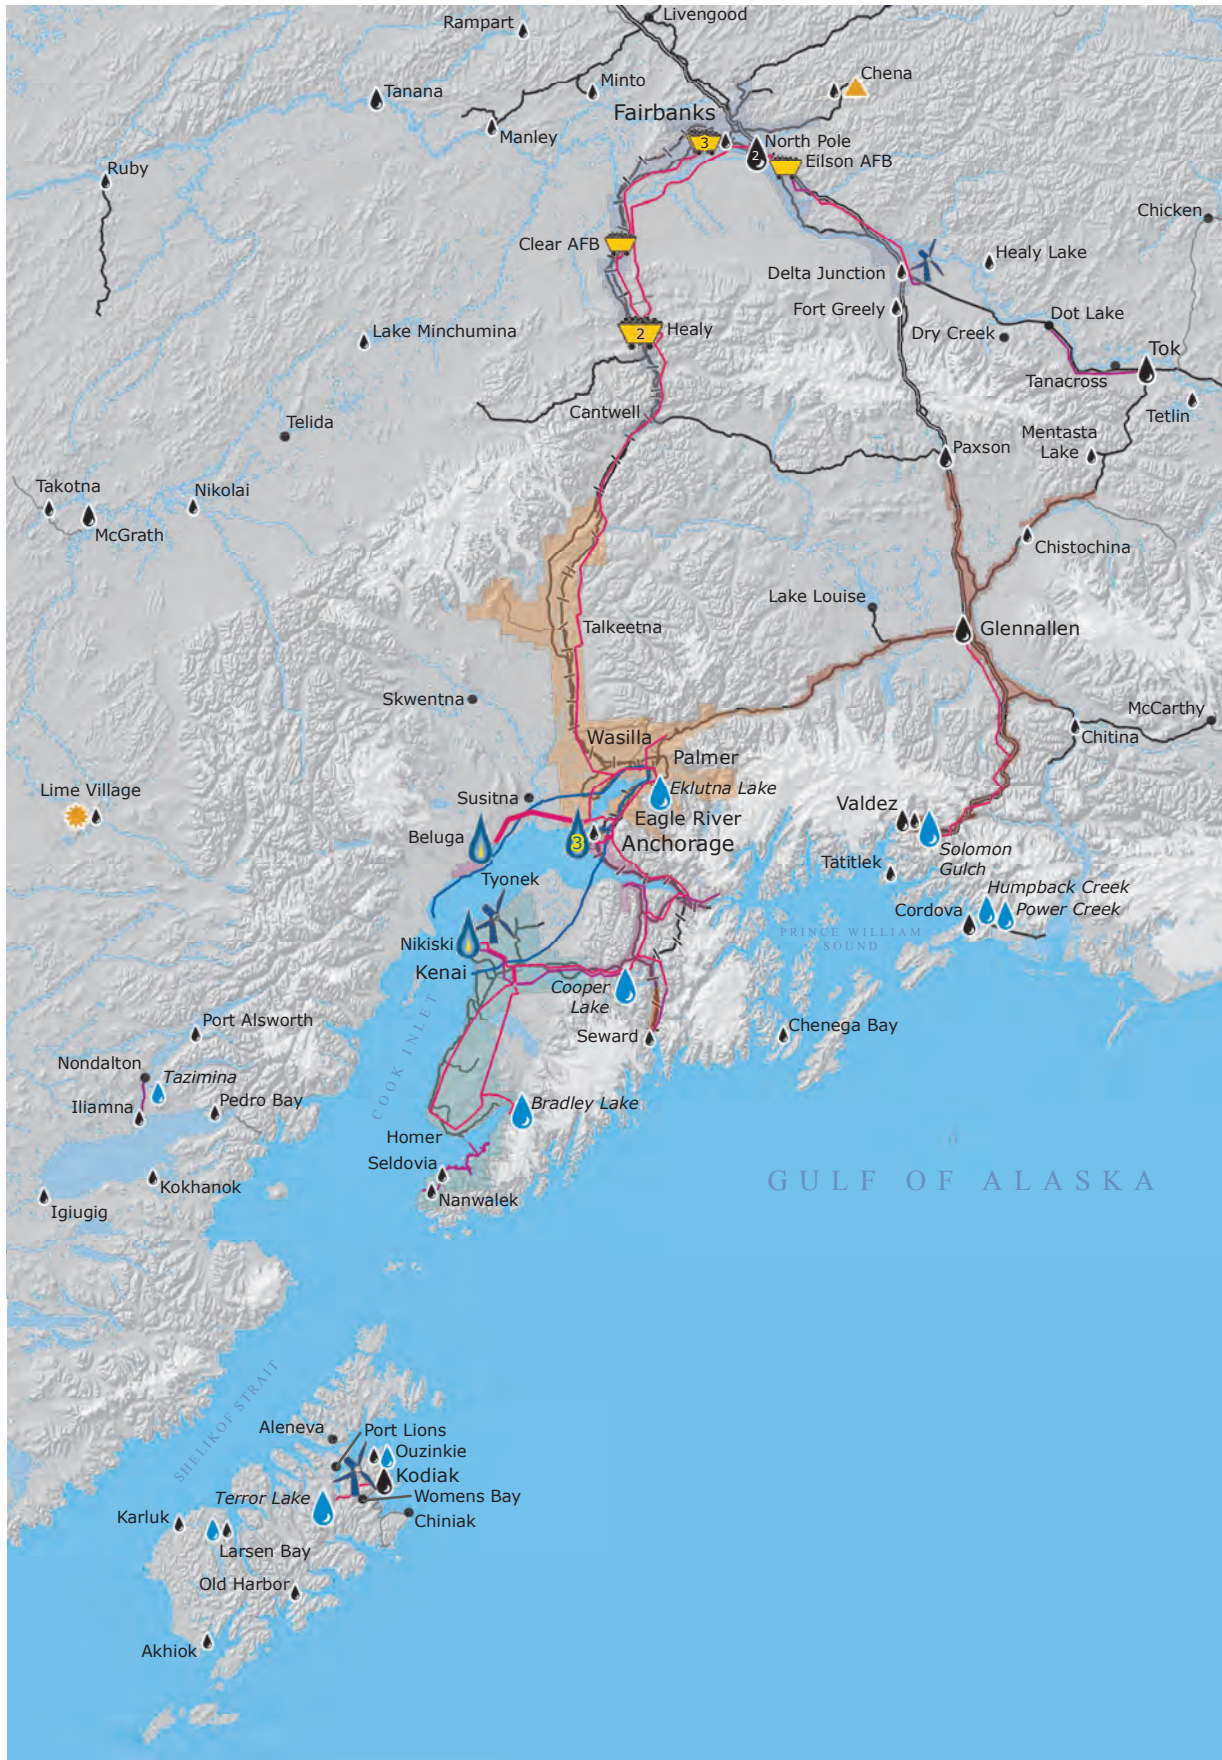 Livengood
Rampart
Chena
Minto
Tanana
Fairbanks
Manley
3
North Pole
2
Eilson AFB
Ruby
Chicken
Clear AFB
Healy Lake
Delta Junction
Fort Greely
Dot Lake
2
Healy
Lake Minchumina
Dry Creek
Tok
Tanacross
Cantwell
Tetlin
Telida
Mentasta
Lake
Paxson
Takotna
Nikolai
McGrath
Chistochina
Lake Louise
Talkeetna
Glennallen
Skwentna
McCarthy
Wasilla
Chitina
Palmer
Lime Village
Eklutna Lake
Susitna
Valdez
Eagle River
Beluga
3
Anchorage
Solomon
Gulch
Tatitlek
Tyonek
Humpback Creek
Cordova
Power Creek
PRINCE WILLIAM
SOUND
Nikiski
Kenai
Cooper
Lake
COOK INLET
Port Alsworth
Chenega Bay
Seward
Nondalton
Tazimina
Iliamna
Pedro Bay
Bradley Lake
Homer
Seldovia
Kokhanok
GULF OF ALASKA
Nanwalek
Igiugig
SHELIKOF STRAIT
Aleneva
Port Lions
Ouzinkie
Kodiak
Terror Lake
Womens Bay
Karluk
Chiniak
Larsen Bay
Old Harbor
Akhiok